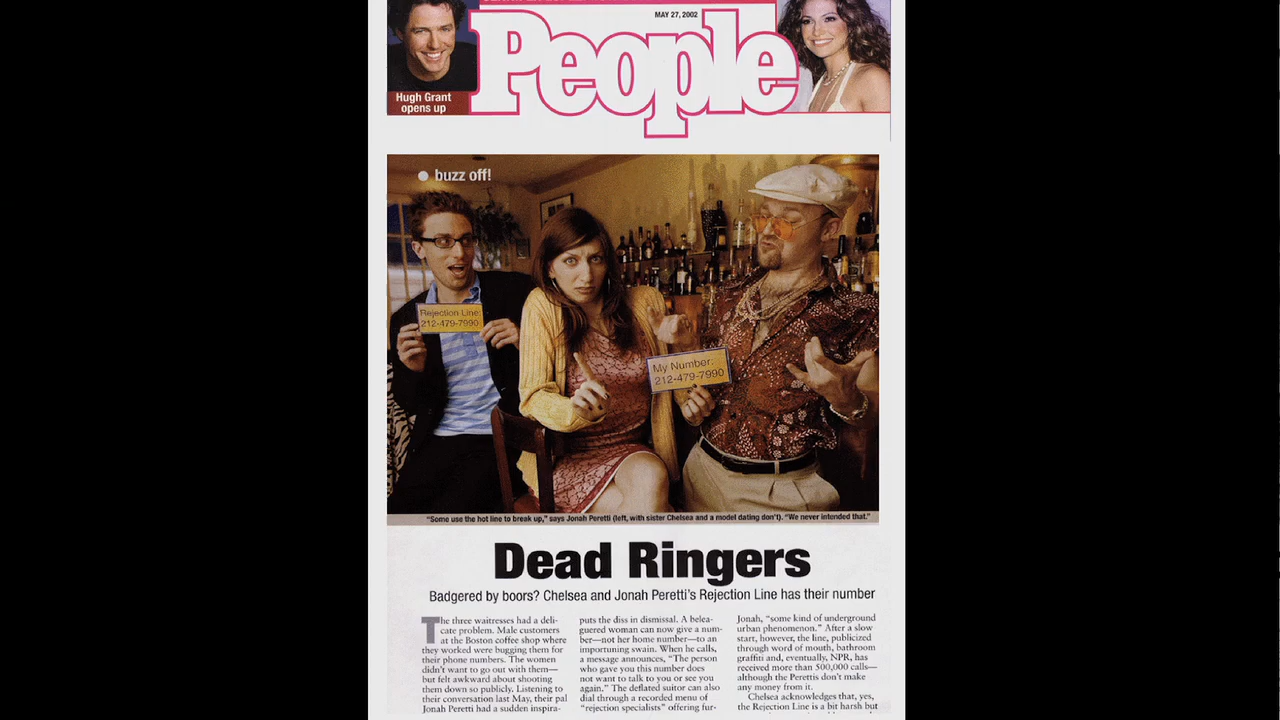 MAY 27, 2002
People
Hugh Grant
opens up
buzz off!
Rejection Line:
212-479-7990
My Number:
212-479-7990
"Some use the hot line to break up," says Jonah Peretti (left, with sister Chelsea and a model dating don't). "We never intended that."
Dead Ringers
Badgered by boors? Chelsea and Jonah Peretti's Rejection Line has their number
The three waitresses had a deli-
cate problem. Male customers
at the Boston coffee shop where
they worked were bugging them for
their phone numbers. The women
didn't want to go out with them—
but felt awkward about shooting
them down so publicly. Listening to
their conversation last May, their pal
Jonah Peretti had a sudden inspira-
puts the diss in dismissal. A belea-
guered woman can now give a num-
ber—not her home number—to an
importuning swain. When he calls,
a message announces, "The person
who gave you this number does
not want to talk to you or see you
again." The deflated suitor can also
dial through a recorded menu of
"rejection specialists" offering fur-
Jonah, "some kind of underground
urban phenomenon." After a slow
start, however, the line, publicized
through word of mouth, bathroom
graffiti and, eventually, NPR, has
received more than 500,000 calls—
although the Perettis don't make
any money from it.
Chelsea acknowledges that, yes,
the Rejection Line is a bit harsh but